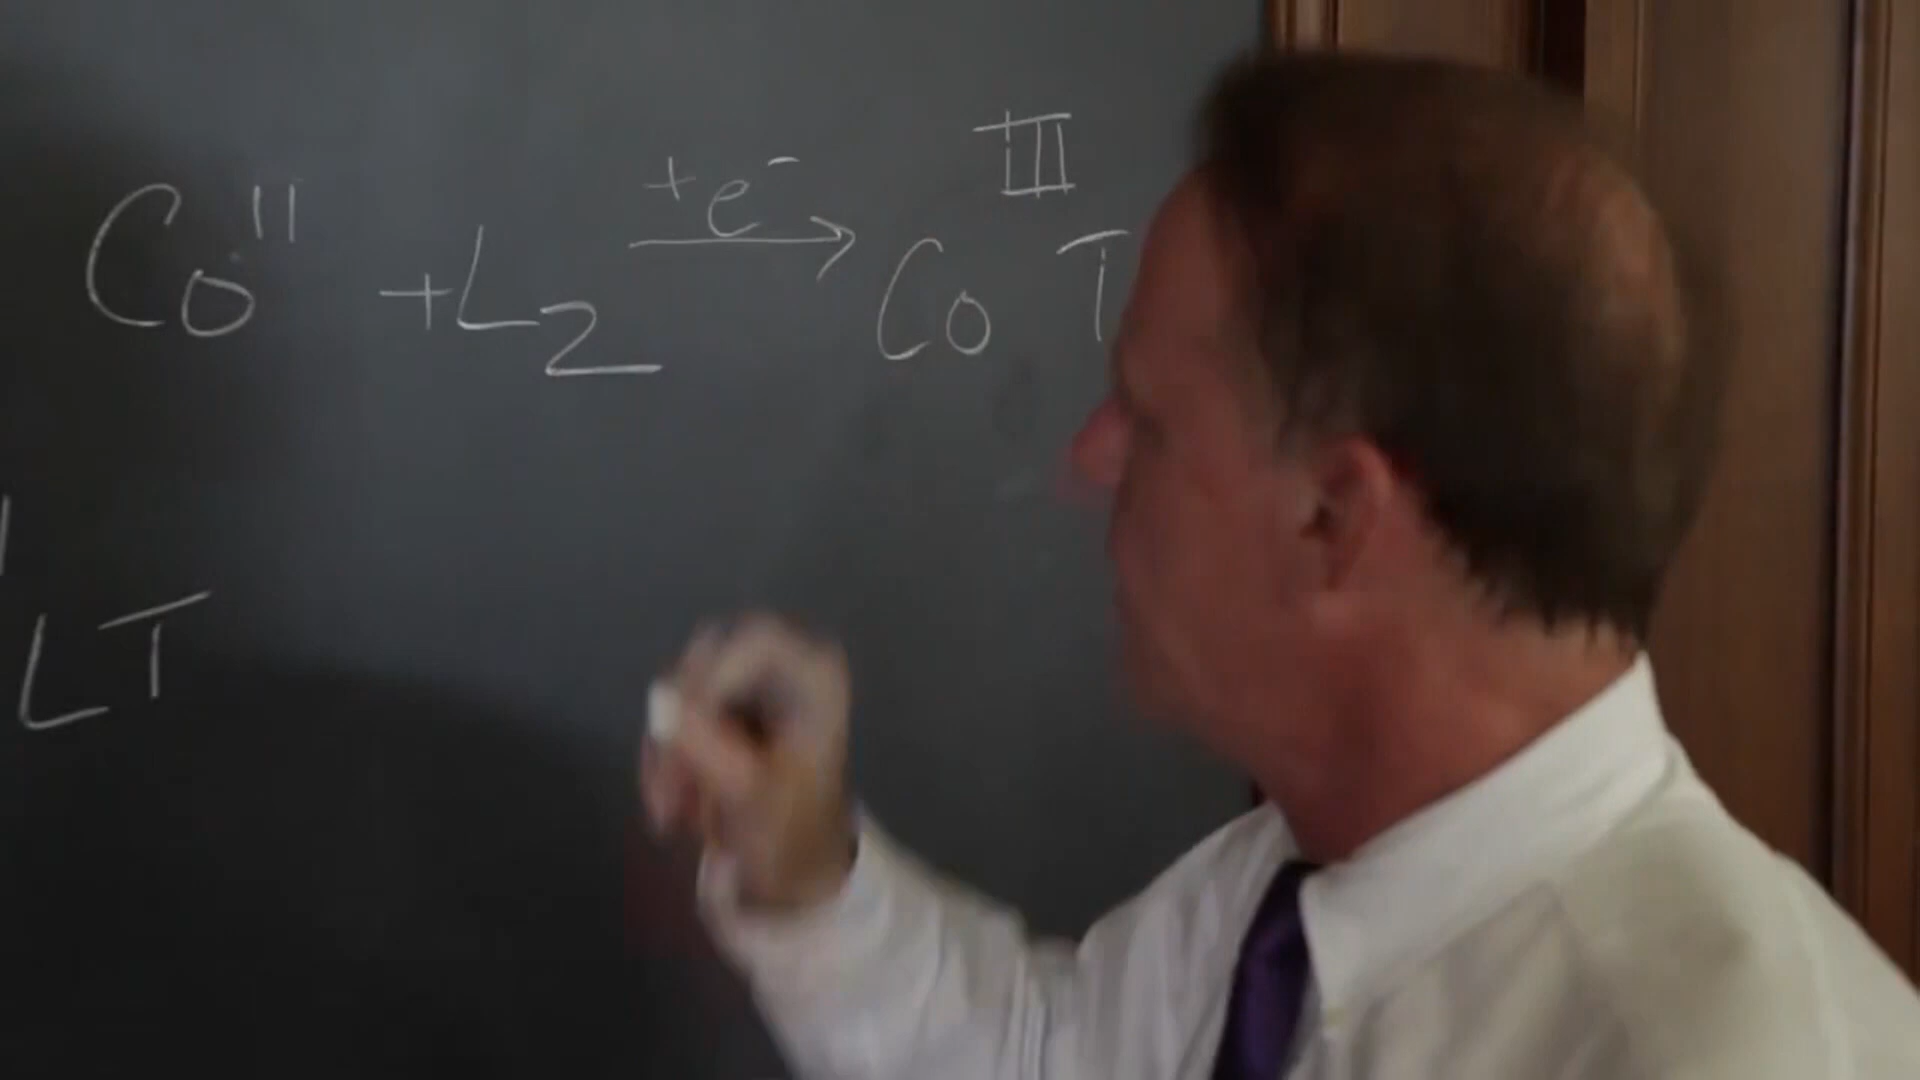 Co^II + L₂ —(+e⁻)→ Co^III T
LT